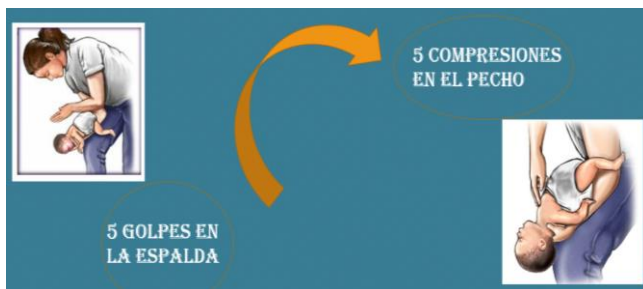 5 COMPRESIONES
EN EL PECHO
5 GOLPES EN
LA ESPALDA